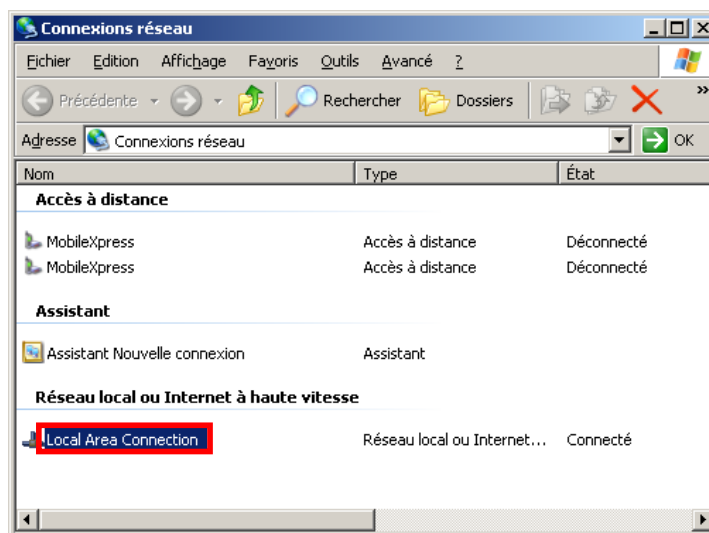 Connexions réseau
Fichier Edition Affichage Favoris Outils Avancé ?
Précédente Rechercher Dossiers »
Adresse Connexions réseau OK
Nom Type État
Accès à distance
MobileXpress Accès à distance Déconnecté
MobileXpress Accès à distance Déconnecté
Assistant
Assistant Nouvelle connexion Assistant
Réseau local ou Internet à haute vitesse
Local Area Connection Réseau local ou Internet... Connecté